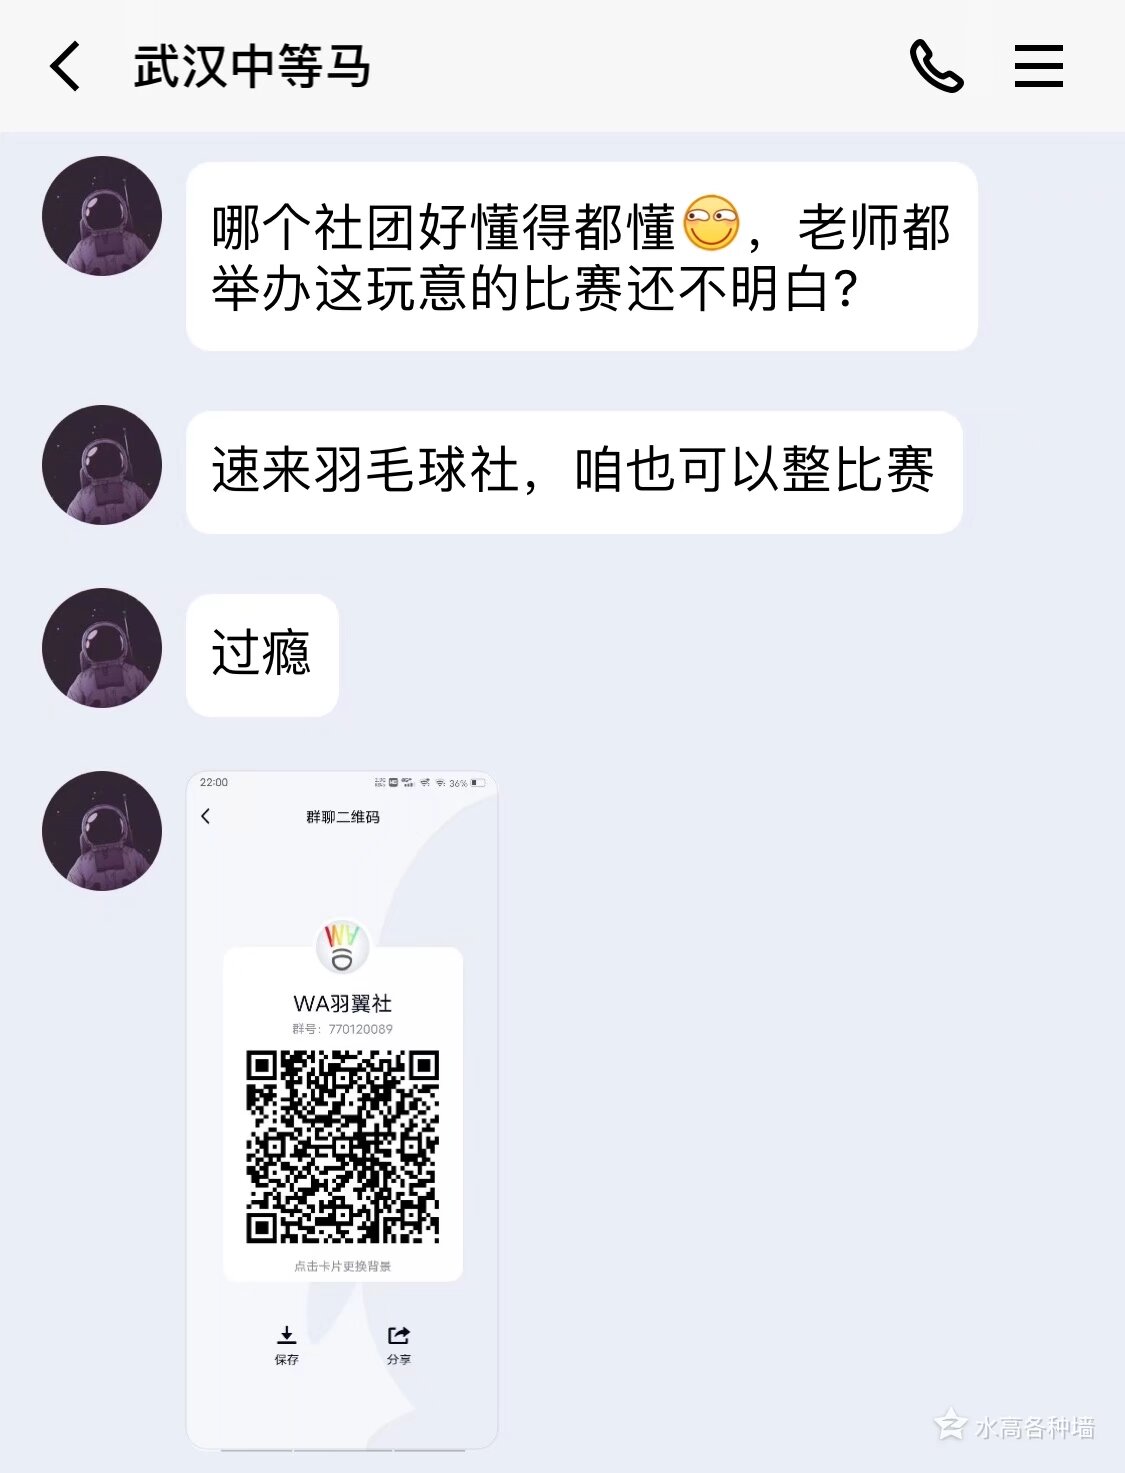 武汉中等马
哪个社团好懂得都懂，老师都
举办这玩意的比赛还不明白？
速来羽毛球社，咱也可以整比赛
过瘾
22:00
36%
群聊二维码
WA
WA羽翼社
群号：770120089
点击卡片更换背景
保存
分享
水高各种墙